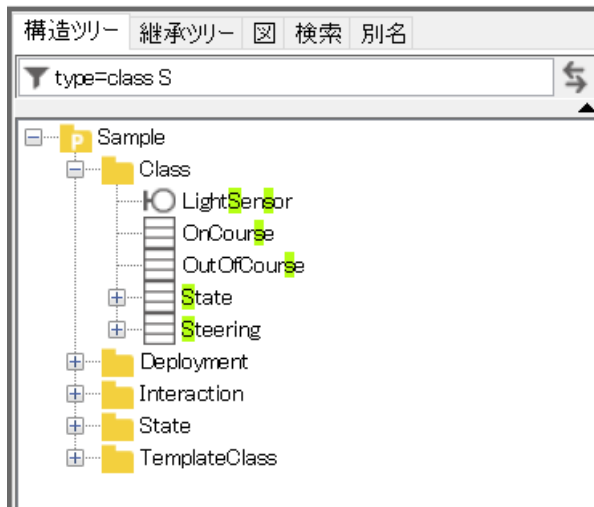 構造ツリー 継承ツリー 図 検索 別名
type=class S
Sample
Class
LightSensor
OnCourse
OutOfCourse
State
Steering
Deployment
Interaction
State
TemplateClass